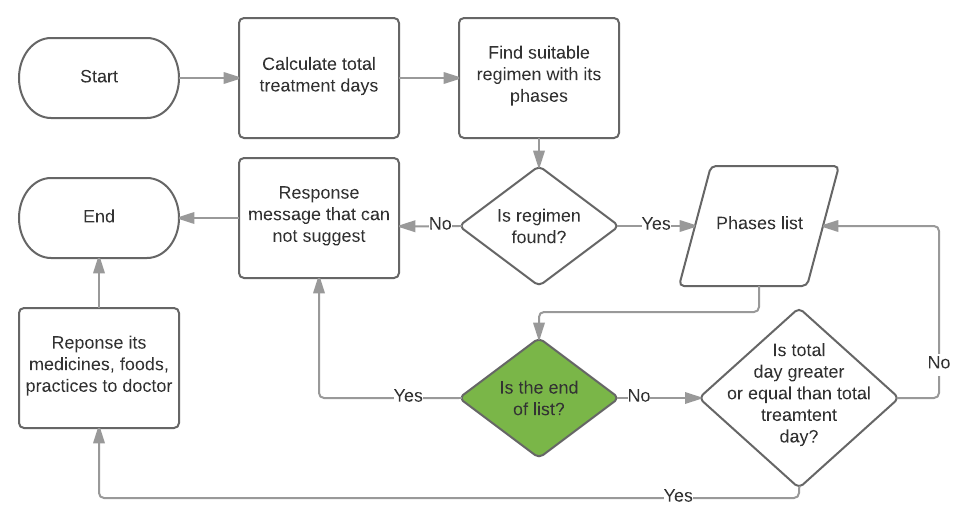 Start
Calculate total
treatment days
Find suitable
regimen with its
phases
Is regimen
found?
No
Yes
Response
message that can
not suggest
End
Phases list
Is the end
of list?
Yes
No
Is total
day greater
or equal than total
treamtent
day?
No
Yes
Reponse its
medicines, foods,
practices to doctor